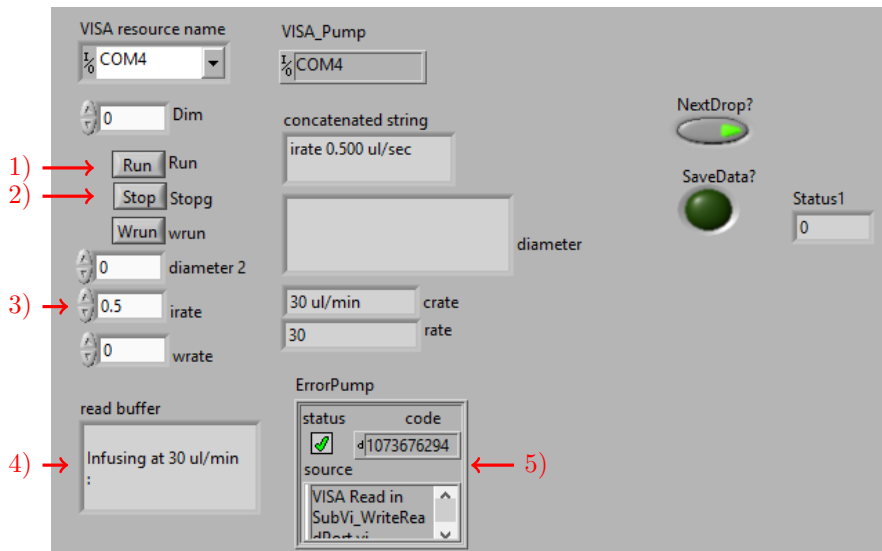 VISA resource name
VISA_Pump
COM4
COM4
0 Dim
NextDrop?
concatenated string
irate 0.500 ul/sec
1) Run Run
2) Stop Stopg
SaveData?
Status1
0
Wrun wrun
diameter
0 diameter 2
3) 0.5 irate
30 ul/min crate
30 rate
0 wrate
ErrorPump
read buffer
status code
d 1073676294
4) Infusing at 30 ul/min
:
5)
source
VISA Read in
SubVi_WriteRea
dPort.vi